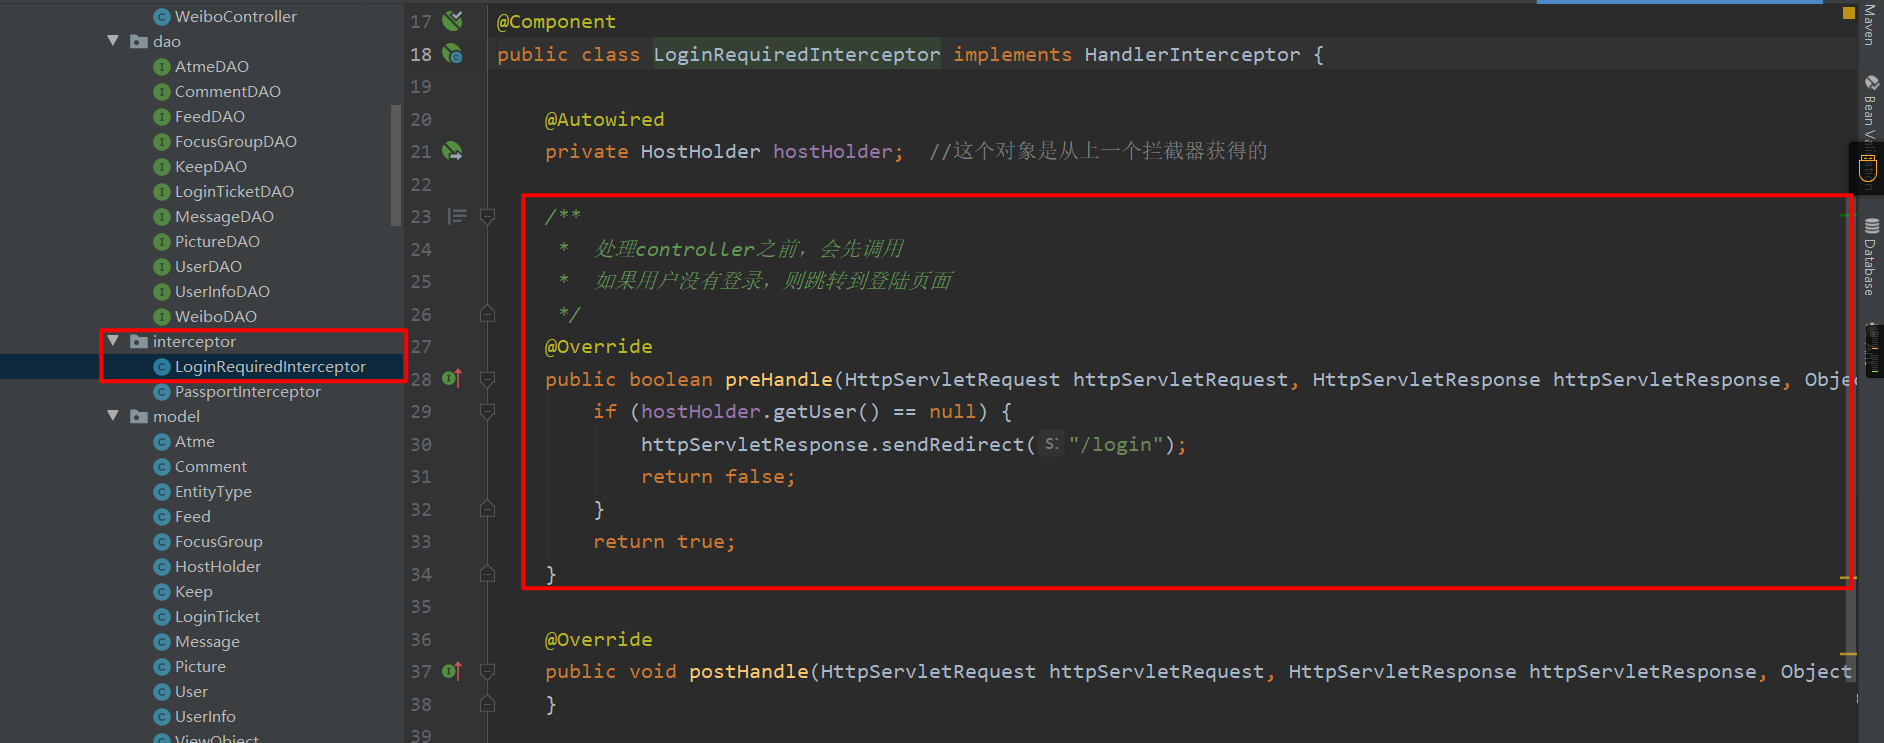 WeiboController
dao
AtmeDAO
CommentDAO
FeedDAO
FocusGroupDAO
KeepDAO
LoginTicketDAO
MessageDAO
PictureDAO
UserDAO
UserInfoDAO
WeiboDAO
interceptor
LoginRequiredInterceptor
PassportInterceptor
model
Atme
Comment
EntityType
Feed
FocusGroup
HostHolder
Keep
LoginTicket
Message
Picture
User
UserInfo
ViewObject
17 @Component
18 public class LoginRequiredInterceptor implements HandlerInterceptor {
19
20 @Autowired
21 private HostHolder hostHolder; //这个对象是从上一个拦截器获得的
22
23 /**
24 * 处理controller之前，会先调用
25 * 如果用户没有登录，则跳转到登陆页面
26 */
27 @Override
28 public boolean preHandle(HttpServletRequest httpServletRequest, HttpServletResponse httpServletResponse, Objec
29 if (hostHolder.getUser() == null) {
30 httpServletResponse.sendRedirect( s: "/login");
31 return false;
32 }
33 return true;
34 }
35
36 @Override
37 public void postHandle(HttpServletRequest httpServletRequest, HttpServletResponse httpServletResponse, Object
38 }
39
Maven
Bean Validation
Database